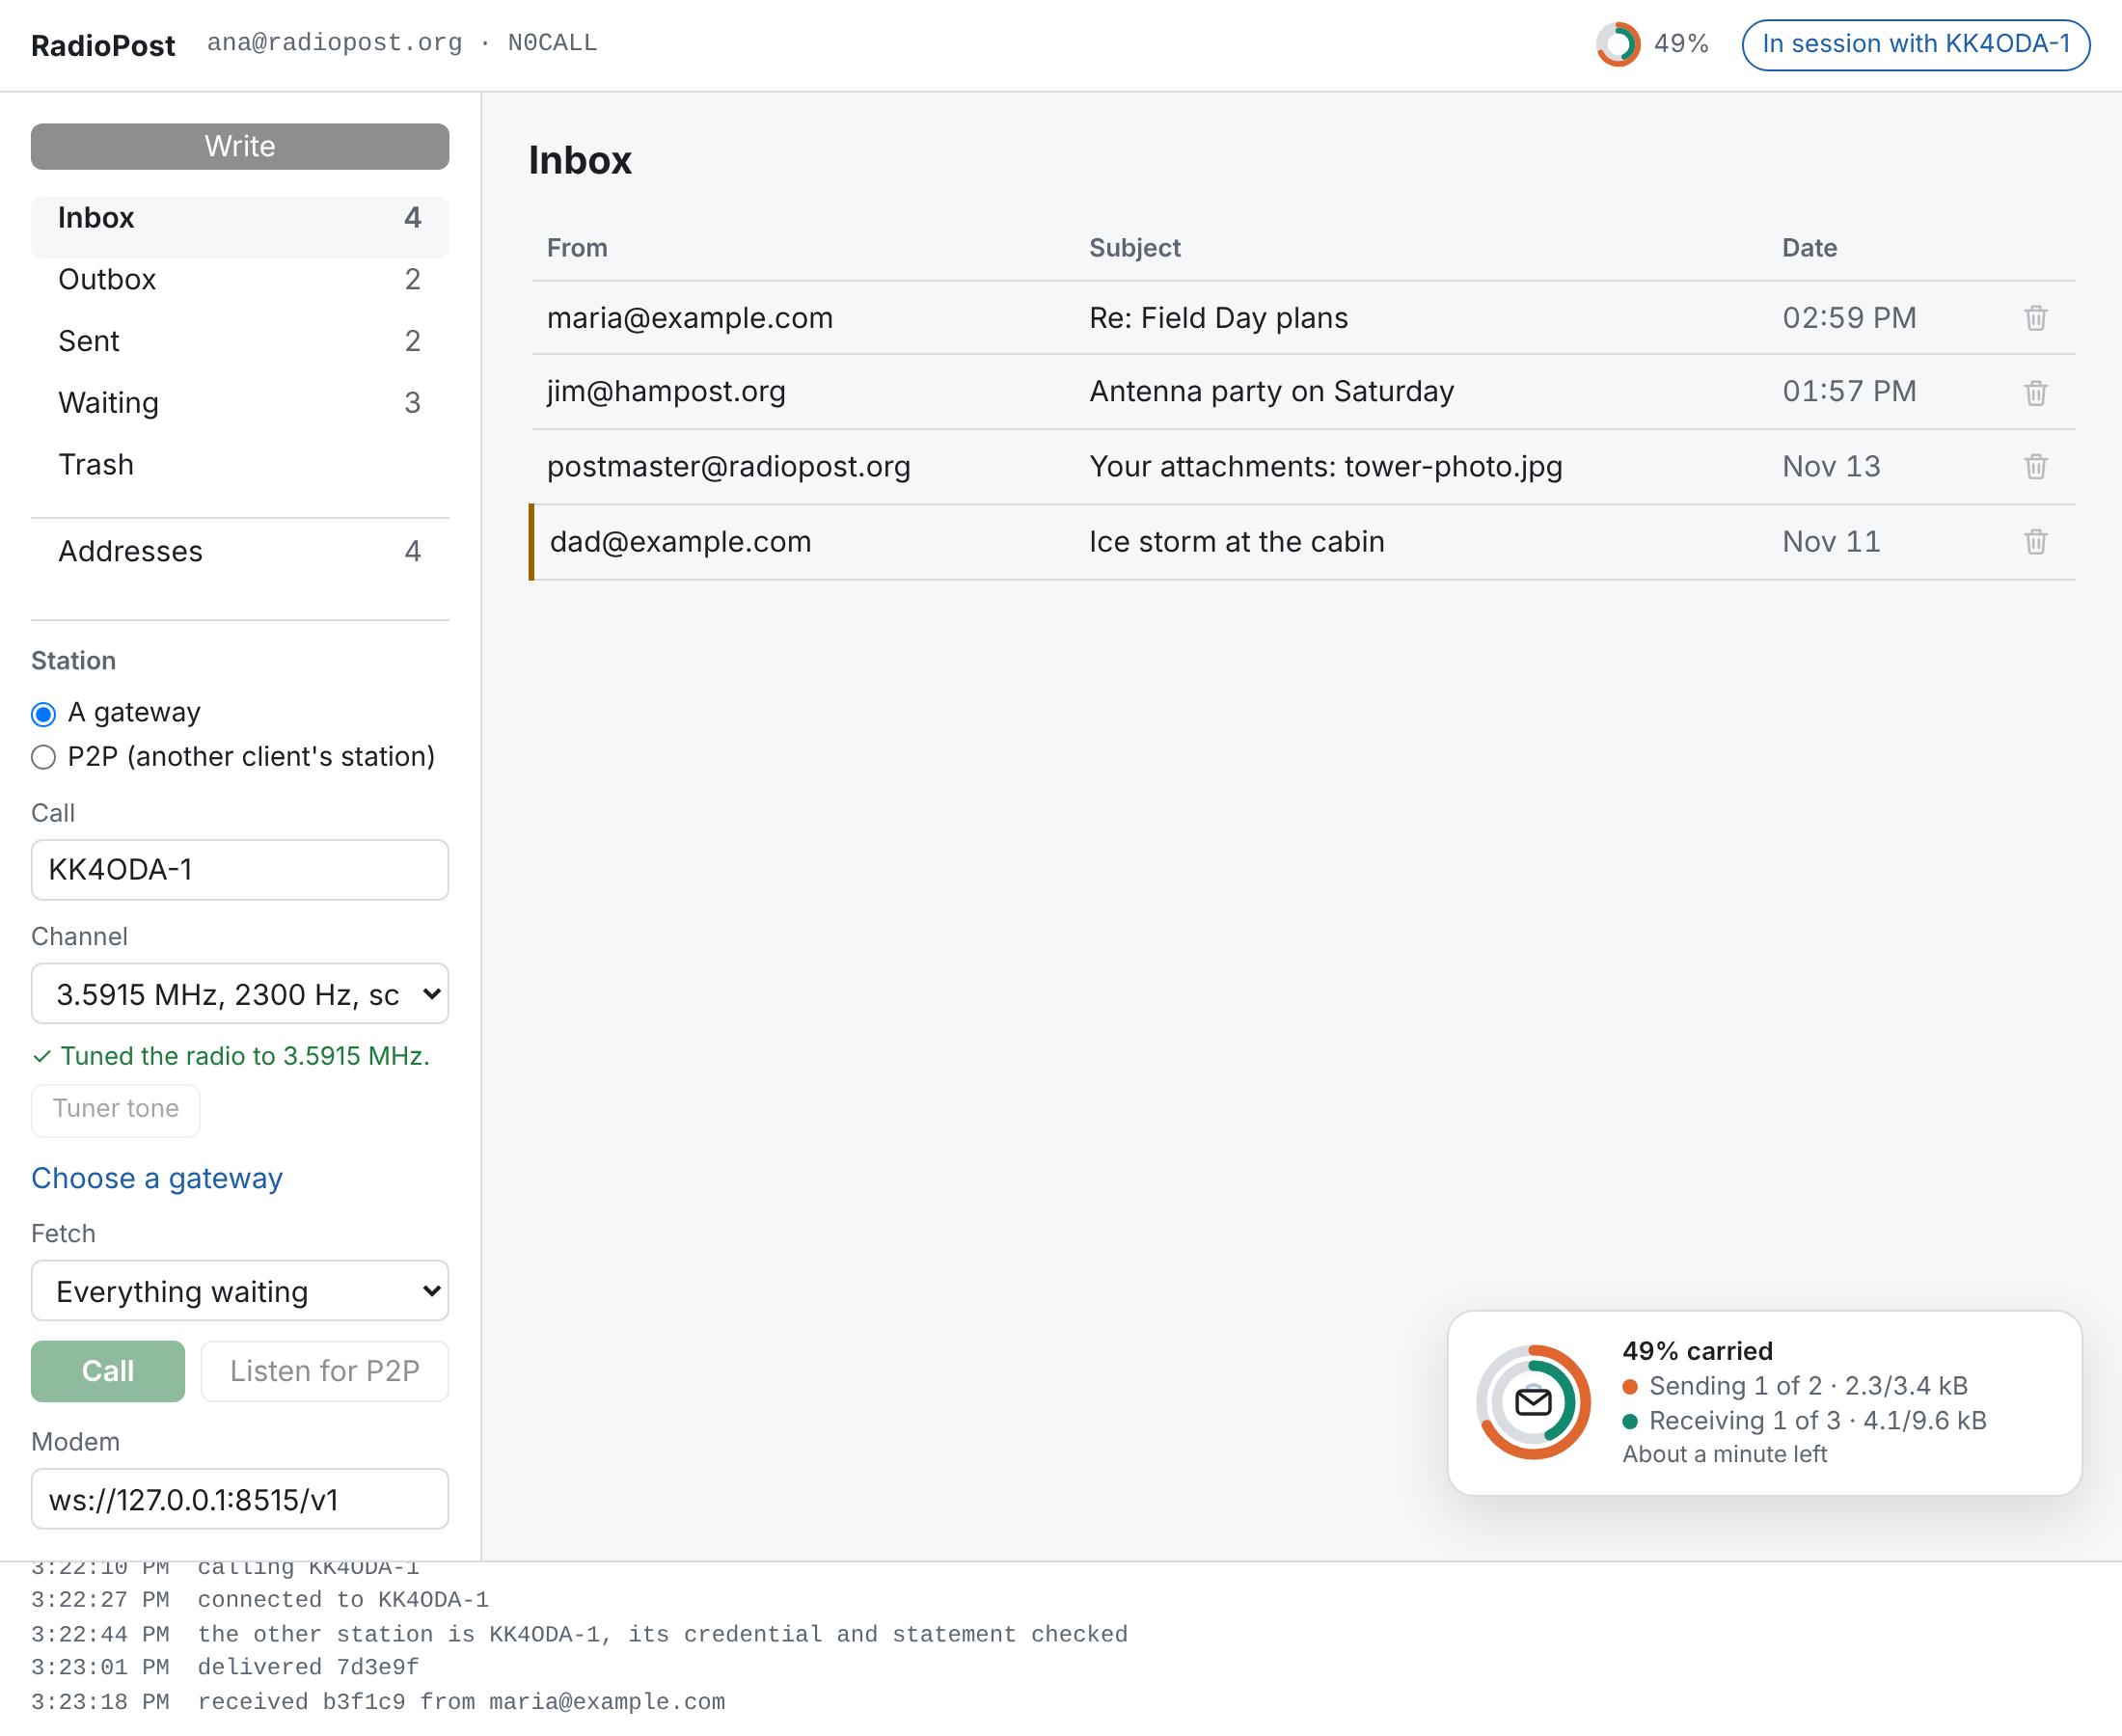 RadioPost ana@radiopost.org · N0CALL 49% In session with KK4ODA-1
Write
Inbox 4
Outbox 2
Sent 2
Waiting 3
Trash
Addresses 4
Station
A gateway
P2P (another client's station)
Call
KK4ODA-1
Channel
3.5915 MHz, 2300 Hz, sc
✓ Tuned the radio to 3.5915 MHz.
Tuner tone
Choose a gateway
Fetch
Everything waiting
Call Listen for P2P
Modem
ws://127.0.0.1:8515/v1
Inbox
From Subject Date
maria@example.com Re: Field Day plans 02:59 PM
jim@hampost.org Antenna party on Saturday 01:57 PM
postmaster@radiopost.org Your attachments: tower-photo.jpg Nov 13
dad@example.com Ice storm at the cabin Nov 11
49% carried
Sending 1 of 2 · 2.3/3.4 kB
Receiving 1 of 3 · 4.1/9.6 kB
About a minute left
3:22:10 PM calling KK4ODA-1
3:22:27 PM connected to KK4ODA-1
3:22:44 PM the other station is KK4ODA-1, its credential and statement checked
3:23:01 PM delivered 7d3e9f
3:23:18 PM received b3f1c9 from maria@example.com